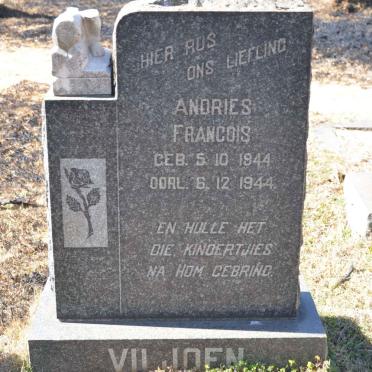 HIER RUS
ONS LIEFLING
ANDRIES
FRANCOIS
GEB. 5. 10. 1944
OORL. 6. 12. 1944.
EN HULLE HET
DIE KINDERTJIES
NA HOM GEBRING.
VILJOEN